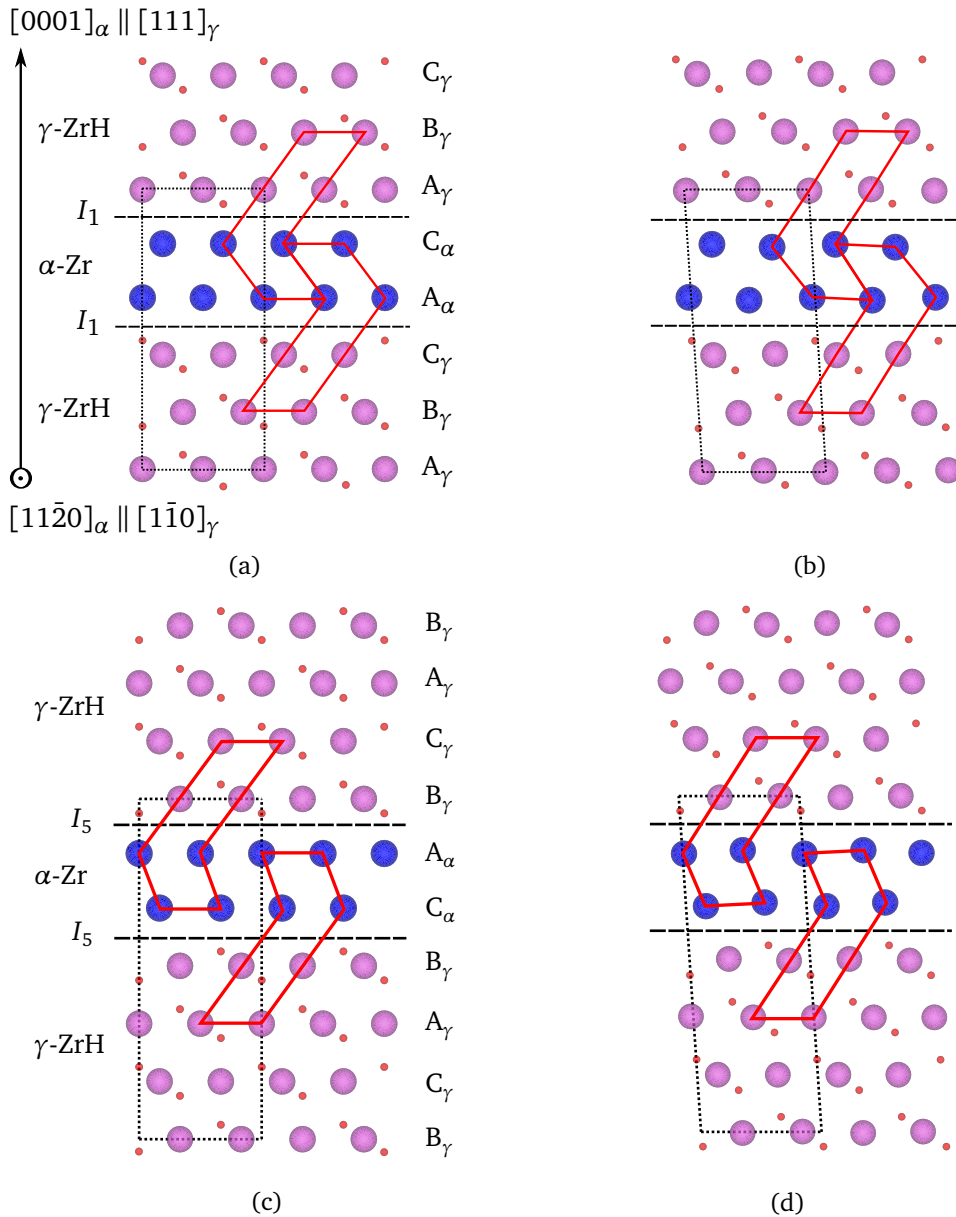 [0001]α ∥ [111]γ
Cγ
γ-ZrH
Bγ
Aγ
I1
Cα
α-Zr
Aα
I1
Cγ
γ-ZrH
Bγ
Aγ
[112̄0]α ∥ [11̄0]γ
(a)
(b)
Bγ
Aγ
γ-ZrH
Cγ
Bγ
I5
Aα
α-Zr
Cα
I5
Bγ
Aγ
γ-ZrH
Cγ
Bγ
(c)
(d)